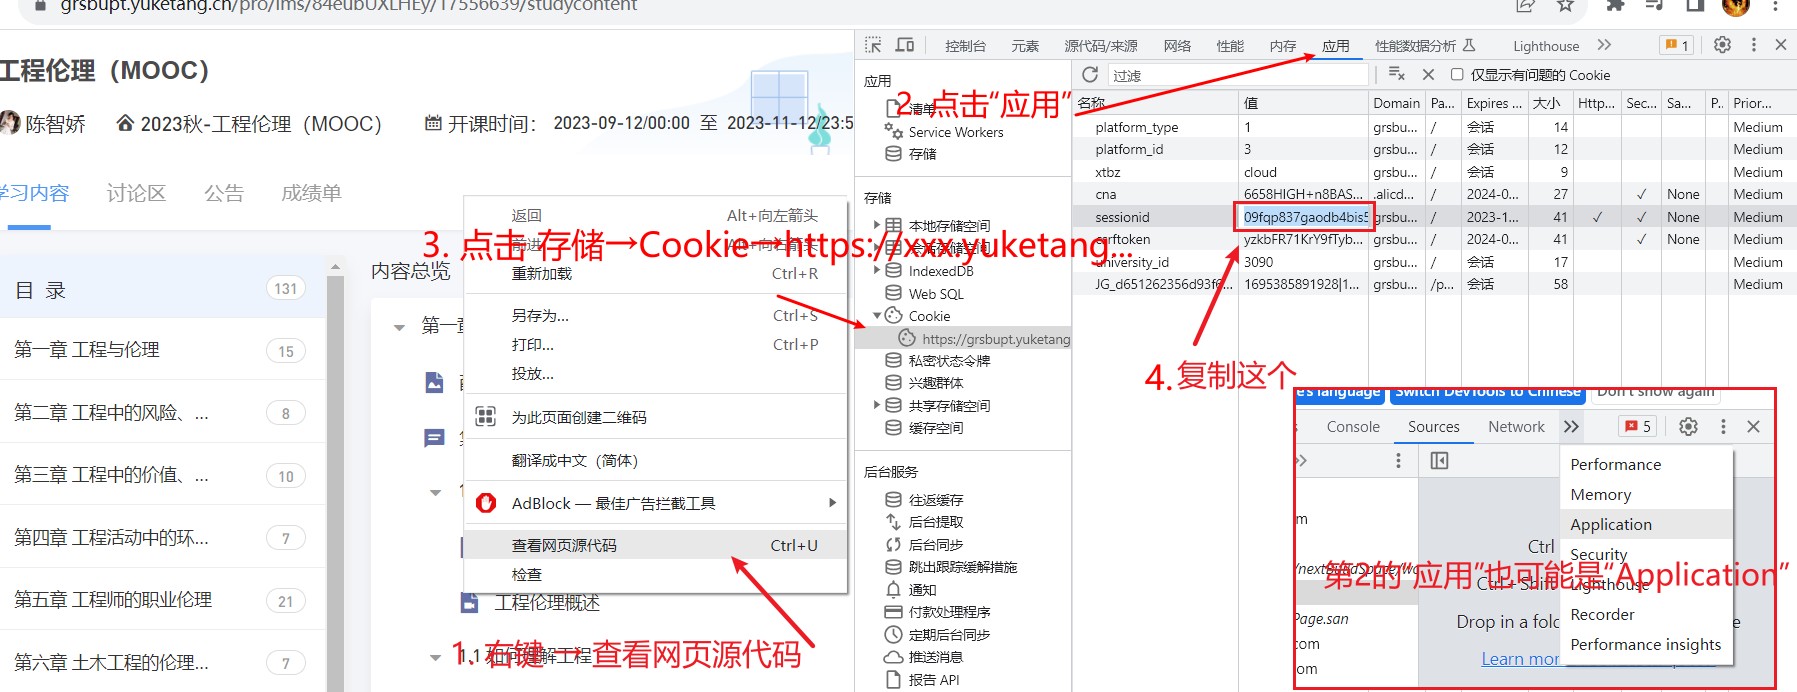 grsbupt.yuketang.cn/pro/lms/84eubUXLHEy/17556639/studycontent
工程伦理（MOOC）
陈智娇
2023秋-工程伦理（MOOC）
开课时间：
2023-09-12/00:00 至 2023-11-12/23:5
学习内容
讨论区
公告
成绩单
目 录
131
第一章 工程与伦理
15
第二章 工程中的风险、...
8
第三章 工程中的价值、...
10
第四章 工程活动中的环...
7
第五章 工程师的职业伦理
21
第六章 土木工程的伦理...
7
内容总览
第一章
返回 Alt+向左箭头
前进 Alt+向右箭头
重新加载 Ctrl+R
另存为... Ctrl+S
打印... Ctrl+P
投放...
为此页面创建二维码
翻译成中文（简体）
AdBlock — 最佳广告拦截工具
查看网页源代码 Ctrl+U
检查
工程伦理概述
1.1 如何理解工程
1. 右键→查看网页源代码
2. 点击“应用”
3. 点击 存储→Cookie→https://xxx.yuketang...
4. 复制这个
控制台
元素
源代码/来源
网络
性能
内存
应用
性能数据分析
Lighthouse
1
应用
清单
Service Workers
存储
存储
本地存储空间
会话存储空间
IndexedDB
Web SQL
Cookie
https://grsbupt.yuketang
私密状态令牌
兴趣群体
共享存储空间
缓存空间
后台服务
往返缓存
后台提取
后台同步
跳出跟踪缓解措施
通知
付款处理程序
定期后台同步
推送消息
报告 API
过滤
仅显示有问题的 Cookie
名称 值 Domain Pa... Expires ... 大小 Http... Sec... Sa... P. Prior...
platform_type 1 grsbu... / 会话 14 Medium
platform_id 3 grsbu... / 会话 12 Medium
xtbz cloud grsbu... / 会话 9 Medium
cna 6658HIGH+n8BAS... .alicd... / 2024-0... 27 ✓ None Medium
sessionid 09fqp837gaodb4bis5 grsbu... / 2023-1... 41 ✓ ✓ None Medium
csrftoken yzkbFR71KrY9fTyb... grsbu... / 2024-0... 41 ✓ None Medium
university_id 3090 grsbu... / 会话 17 Medium
JG_d651262356d93f6... 1695385891928|1... grsbu... /p... 会话 58 Medium
e's language
Switch DevTools to Chinese
Don't show again
Console
Sources
Network
5
Performance
Memory
Application
Security
Lighthouse
Recorder
Performance insights
第2的“应用”也可能是“Application”
m
Ctrl
Ctrl+Shift
Page.san
com
om
Drop in a fol
e
Learn mor